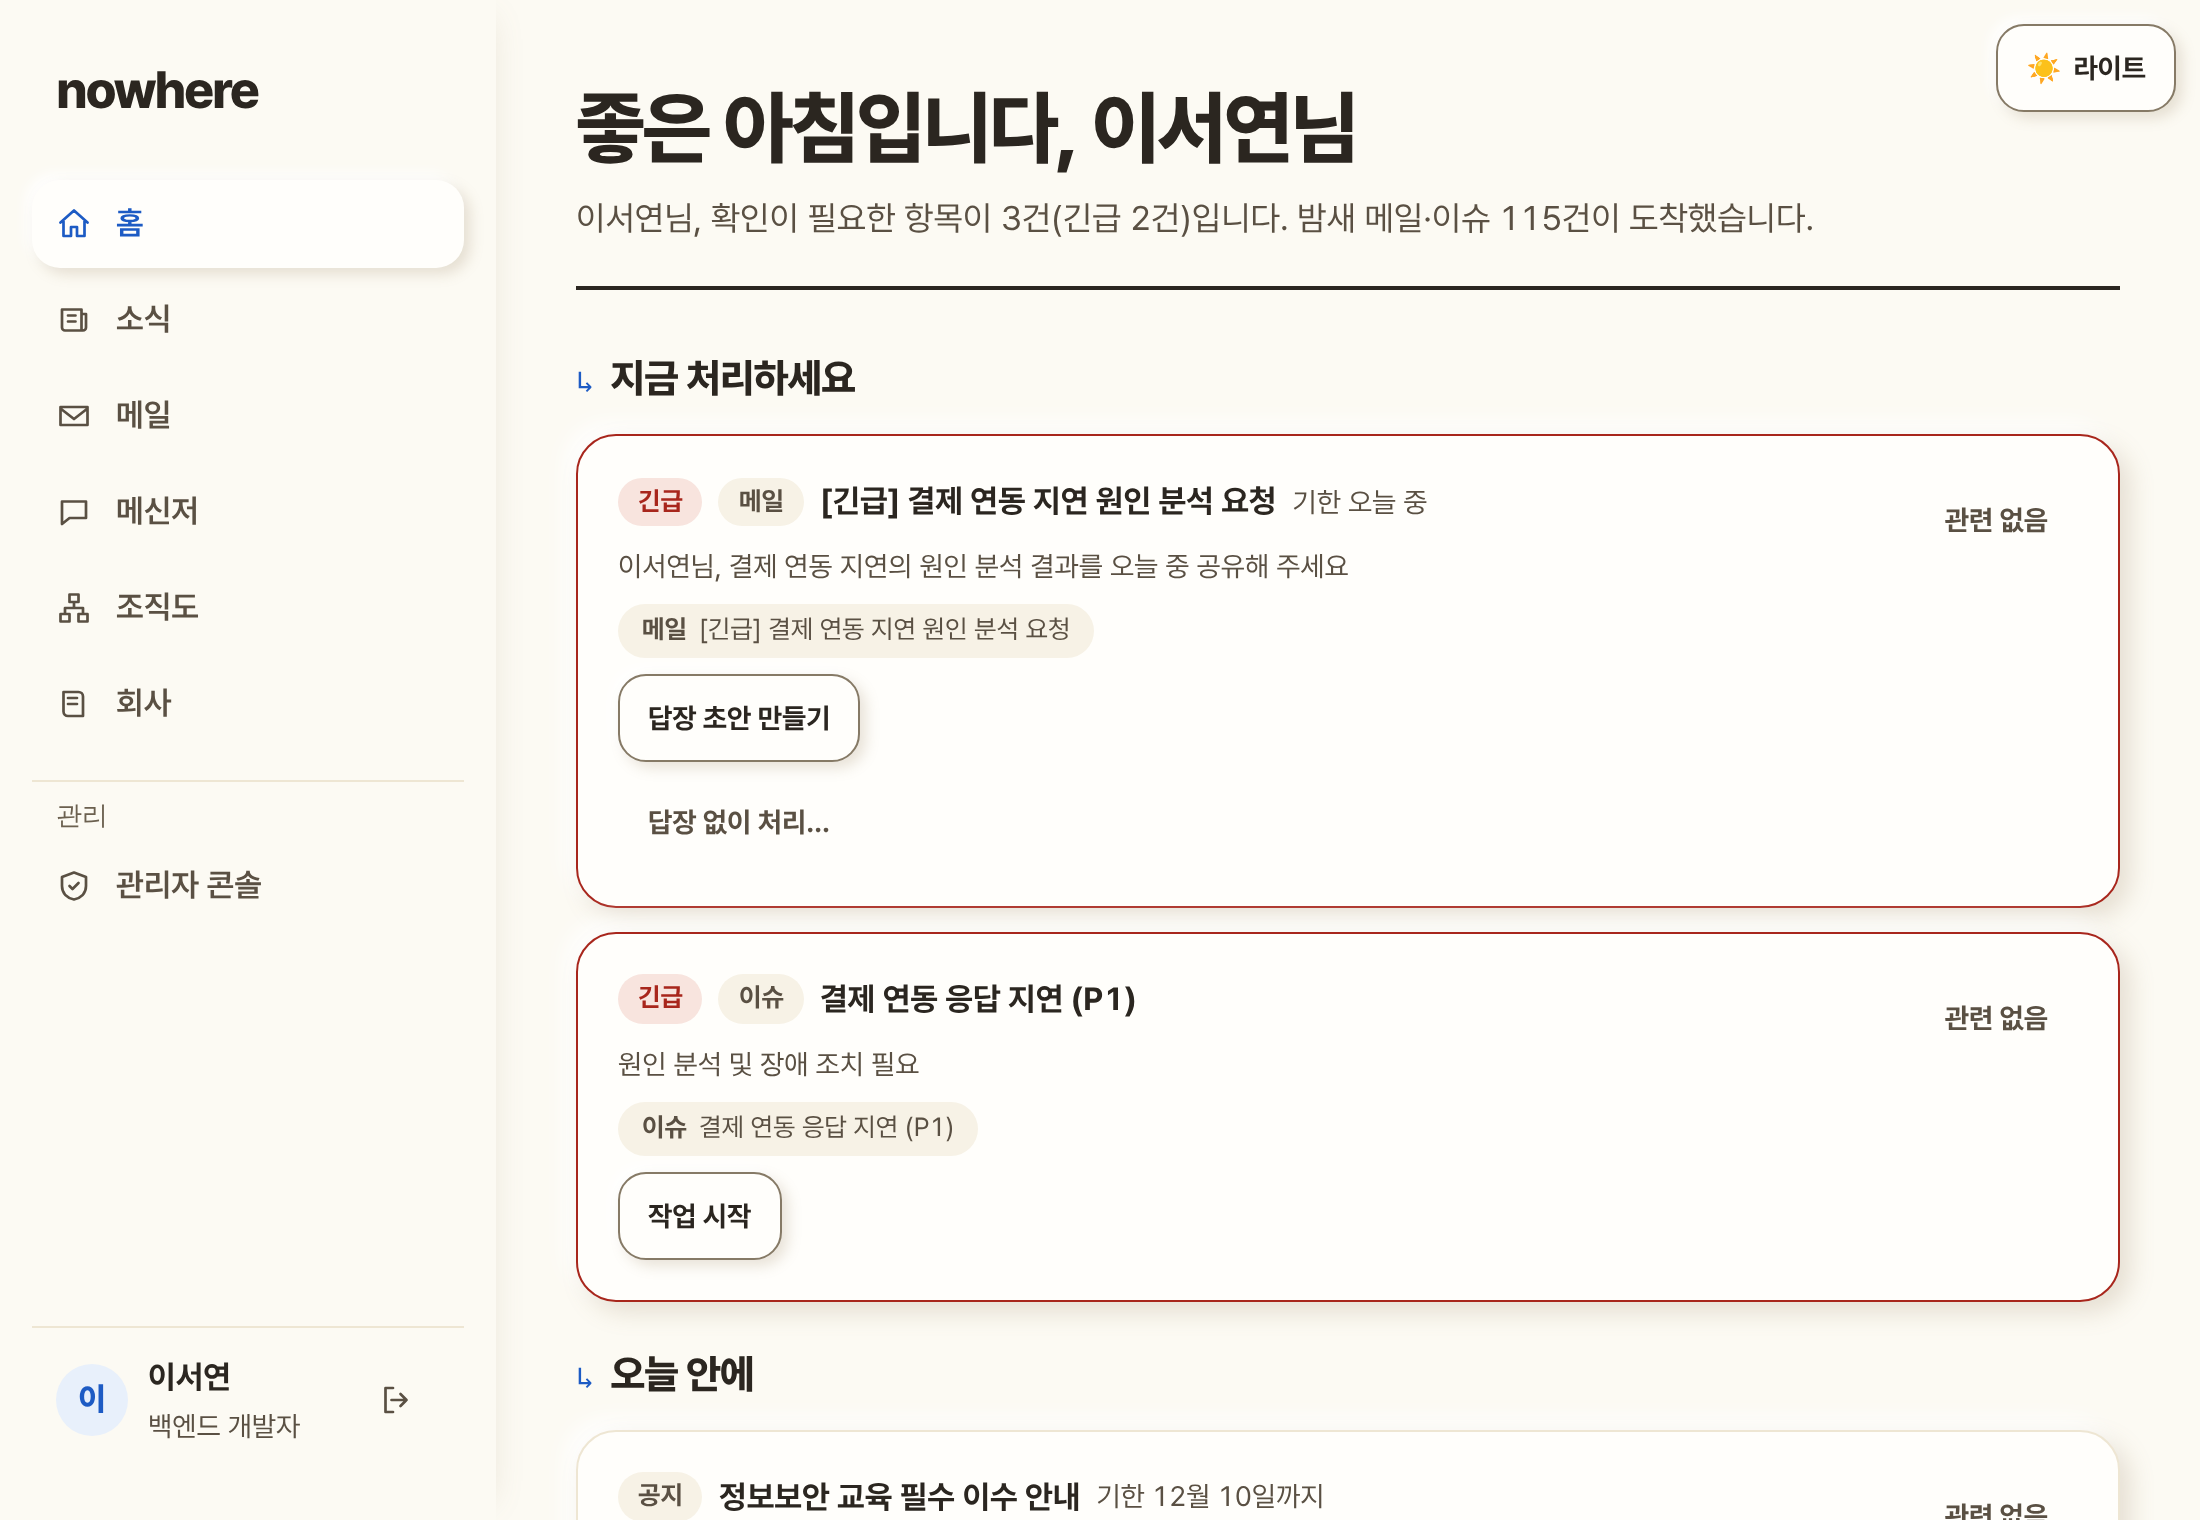 nowhere
홈
소식
메일
메신저
조직도
회사
관리
관리자 콘솔
이
이서연
백엔드 개발자
라이트
좋은 아침입니다, 이서연님
이서연님, 확인이 필요한 항목이 3건(긴급 2건)입니다. 밤새 메일·이슈 115건이 도착했습니다.
↳ 지금 처리하세요
긴급 메일 [긴급] 결제 연동 지연 원인 분석 요청 기한 오늘 중
관련 없음
이서연님, 결제 연동 지연의 원인 분석 결과를 오늘 중 공유해 주세요
메일 [긴급] 결제 연동 지연 원인 분석 요청
답장 초안 만들기
답장 없이 처리...
긴급 이슈 결제 연동 응답 지연 (P1)
관련 없음
원인 분석 및 장애 조치 필요
이슈 결제 연동 응답 지연 (P1)
작업 시작
↳ 오늘 안에
공지 정보보안 교육 필수 이수 안내 기한 12월 10일까지
관련 없음